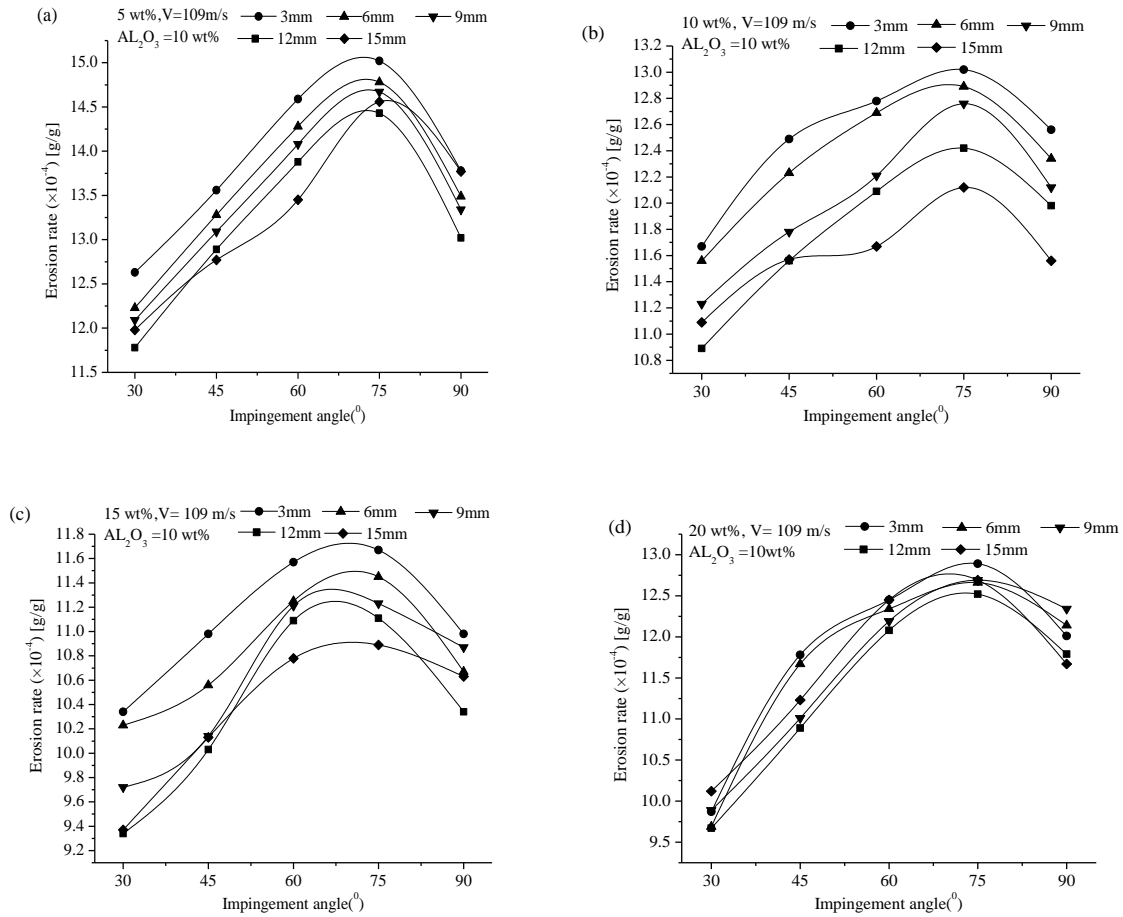 (a)
5 wt%,V=109m/s 3mm 6mm 9mm
AL2O3 =10 wt% 12mm 15mm
15.0
14.5
14.0
13.5
13.0
12.5
12.0
11.5
30 45 60 75 90
Erosion rate (×10-4) [g/g]
Impingement angle(0)
(b)
10 wt%, V=109 m/s 3mm 6mm 9mm
AL2O3 =10 wt% 12mm 15mm
13.2
13.0
12.8
12.6
12.4
12.2
12.0
11.8
11.6
11.4
11.2
11.0
10.8
30 45 60 75 90
Erosion rate (×10-4) [g/g]
Impingement angle(0)
(c)
15 wt%,V= 109 m/s 3mm 6mm 9mm
AL2O3 =10 wt% 12mm 15mm
11.8
11.6
11.4
11.2
11.0
10.8
10.6
10.4
10.2
10.0
9.8
9.6
9.4
9.2
30 45 60 75 90
Erosion rate (×10-4) [g/g]
Impingement angle(0)
(d)
20 wt%, V= 109 m/s 3mm 6mm 9mm
AL2O3 =10wt% 12mm 15mm
13.0
12.5
12.0
11.5
11.0
10.5
10.0
9.5
30 45 60 75 90
Erosion rate (×10-4) [g/g]
Impingement angle(0)